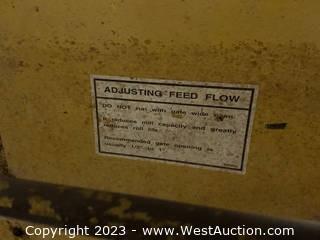 ADJUSTING FEED FLOW
DO NOT run with gate wide open.
It reduces mill capacity and greatly
reduces roll life.
Recommended gate opening is
usually 1/2" to 1".
Copyright 2023 - WestAuction.com